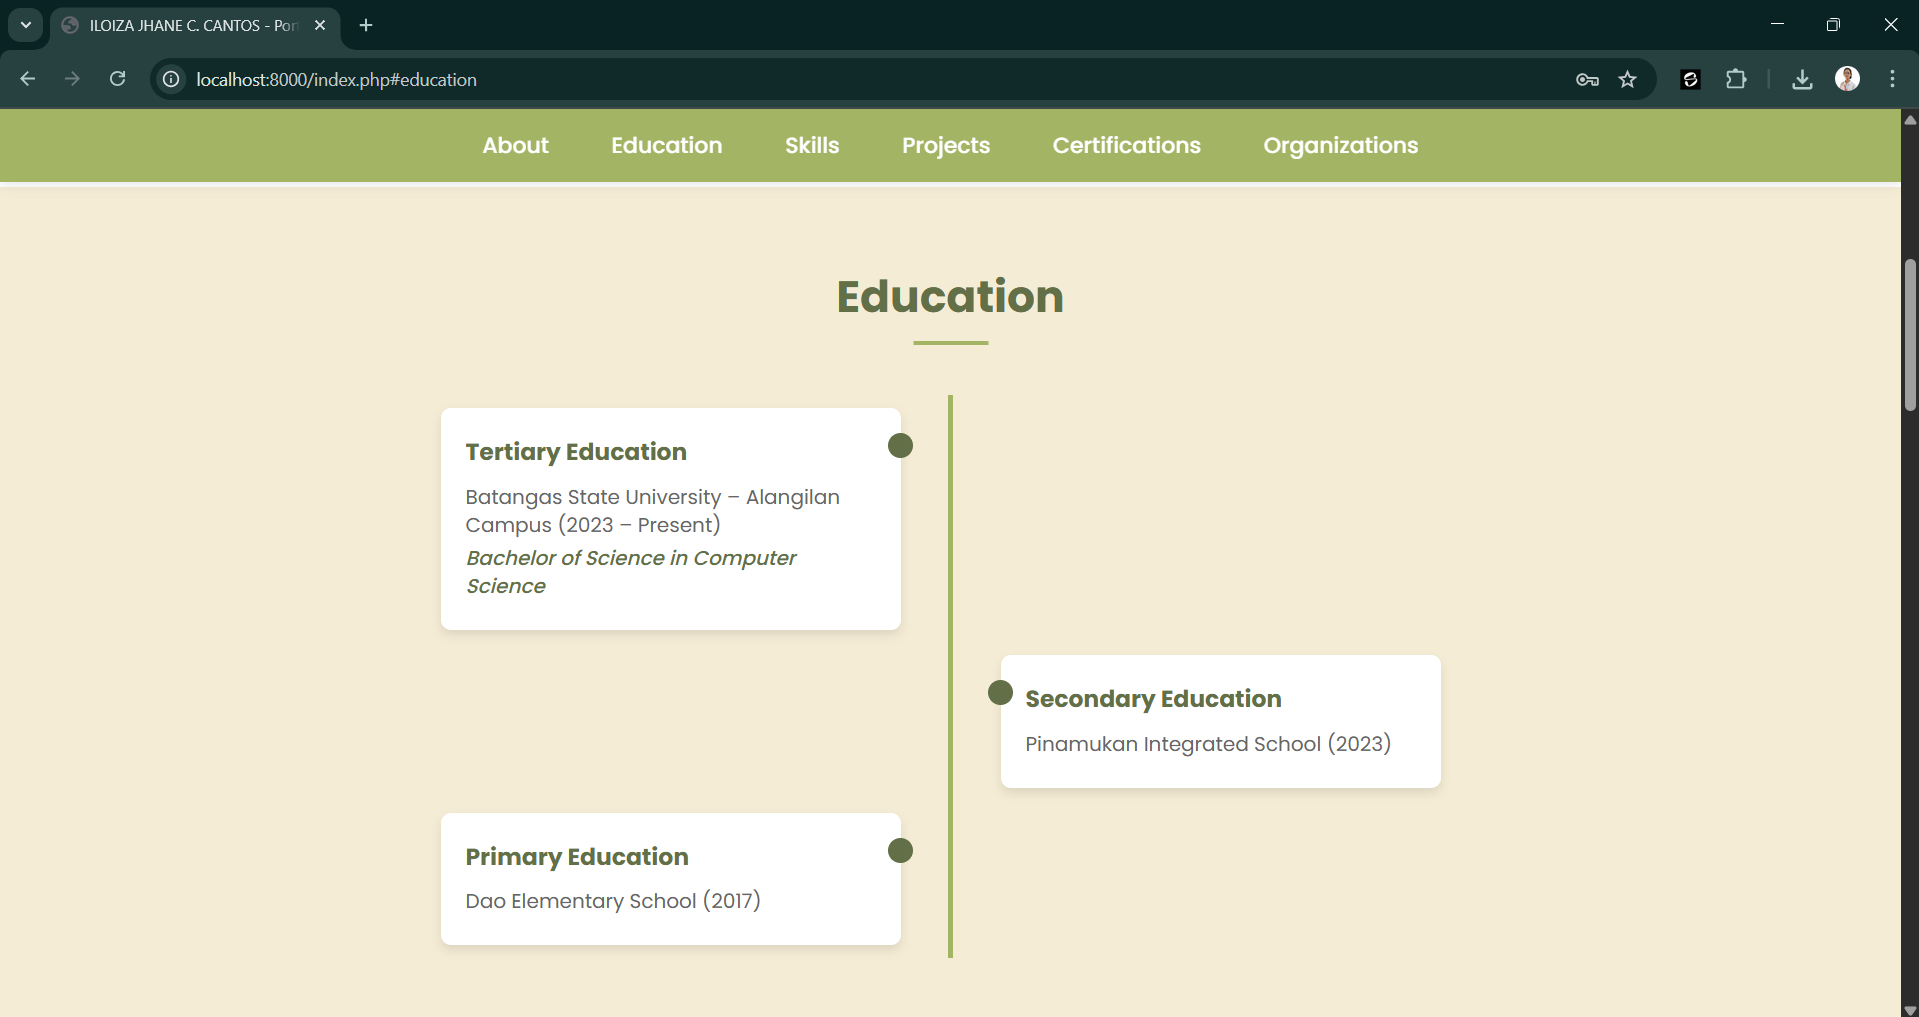 ILOIZA JHANE C. CANTOS - Por
localhost:8000/index.php#education
About Education Skills Projects Certifications Organizations
Education
Tertiary Education
Batangas State University – Alangilan
Campus (2023 – Present)
Bachelor of Science in Computer
Science
Secondary Education
Pinamukan Integrated School (2023)
Primary Education
Dao Elementary School (2017)